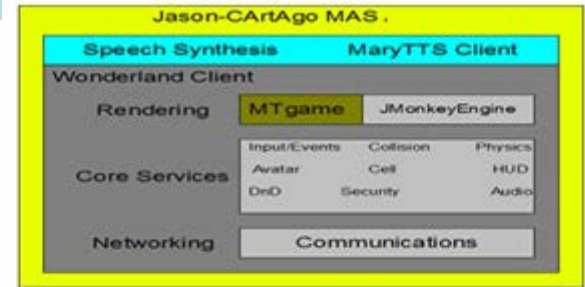 Jason-CArtAgo MAS .
Speech Synthesis MaryTTS Client
Wonderland Client
Rendering MTgame JMonkeyEngine
Input/Events Collision Physics
Core Services Avatar Cell HUD
DnD Security Audio
Networking Communications